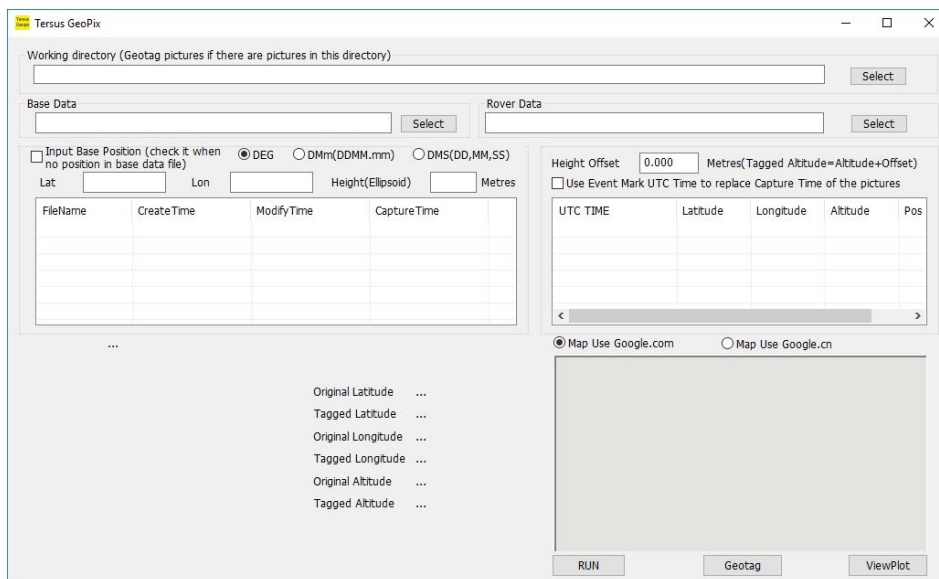 Tersus GeoPix
Tersus GeoPix
Working directory (Geotag pictures if there are pictures in this directory)
Select
Base Data
Select
Rover Data
Select
Input Base Position (check it when no position in base data file)
DEG
DMm(DDMM.mm)
DMS(DD,MM,SS)
Lat
Lon
Height(Ellipsoid)
Metres
FileName CreateTime ModifyTime CaptureTime
Height Offset 0.000 Metres(Tagged Altitude=Altitude+Offset)
Use Event Mark UTC Time to replace Capture Time of the pictures
UTC TIME Latitude Longitude Altitude Pos
...
Map Use Google.com
Map Use Google.cn
Original Latitude ...
Tagged Latitude ...
Original Longitude ...
Tagged Longitude ...
Original Altitude ...
Tagged Altitude ...
RUN
Geotag
ViewPlot